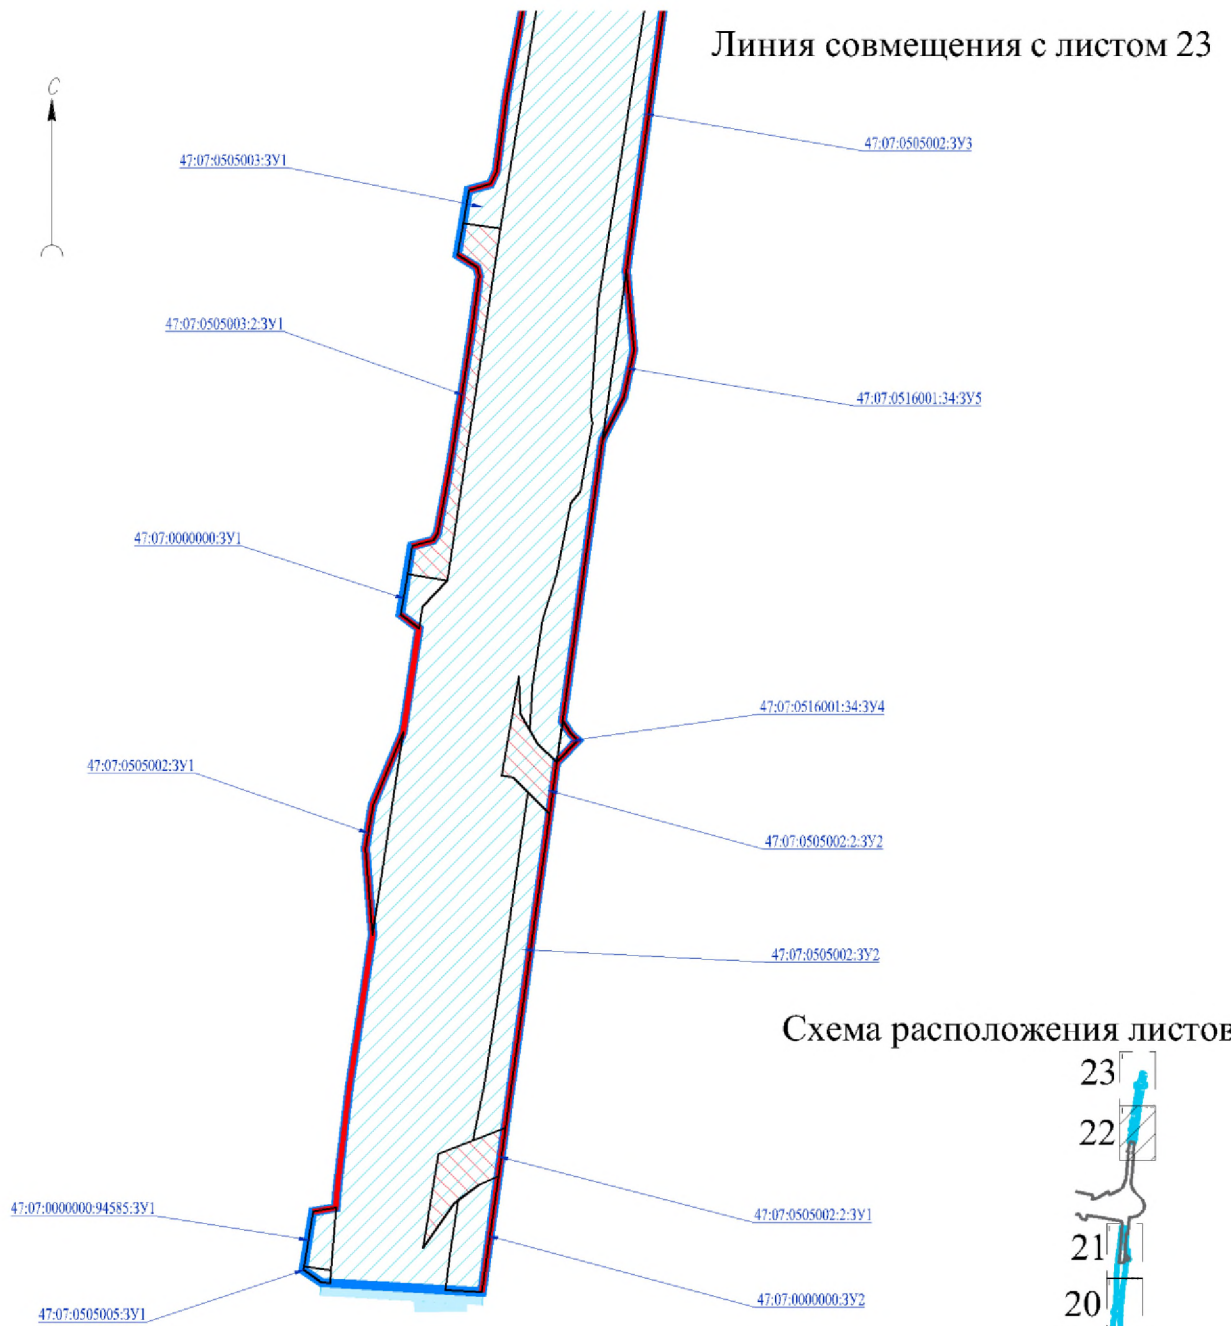 Линия совмещения с листом 23
С
47:07:0505002:ЗУ3
47:07:0505003:ЗУ1
47:07:0505003:2:ЗУ1
47:07:0516001:34:ЗУ5
47:07:0000000:ЗУ1
47:07:0516001:34:ЗУ4
47:07:0505002:ЗУ1
47:07:0505002:2:ЗУ2
47:07:0505002:ЗУ2
Схема расположения листов
23
22
47:07:0000000:94585:ЗУ1
47:07:0505002:2:ЗУ1
21
47:07:0000000:ЗУ2
20
47:07:0505005:ЗУ1